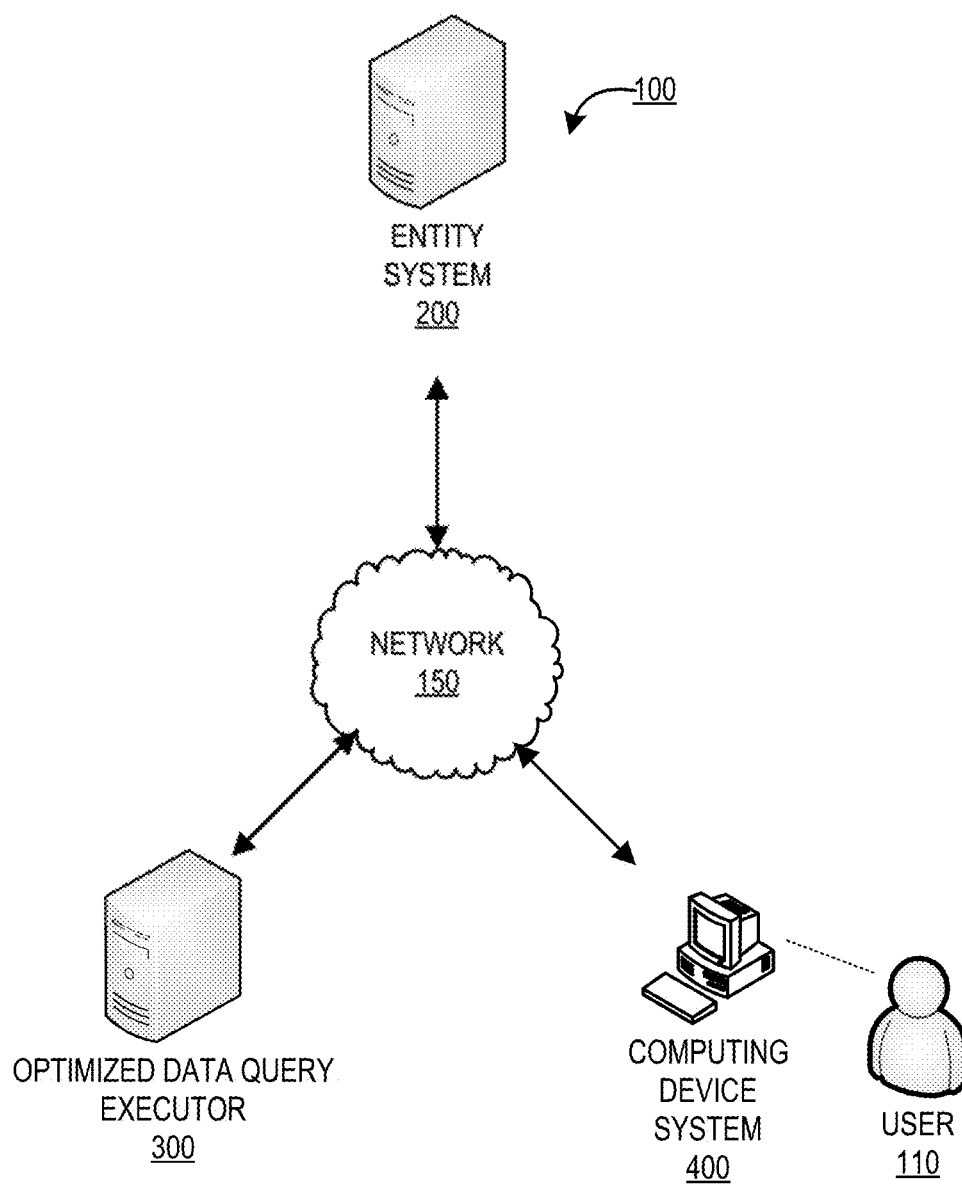 100
ENTITY
SYSTEM
200
NETWORK
150
OPTIMIZED DATA QUERY
EXECUTOR
300
COMPUTING
DEVICE
SYSTEM
400
USER
110